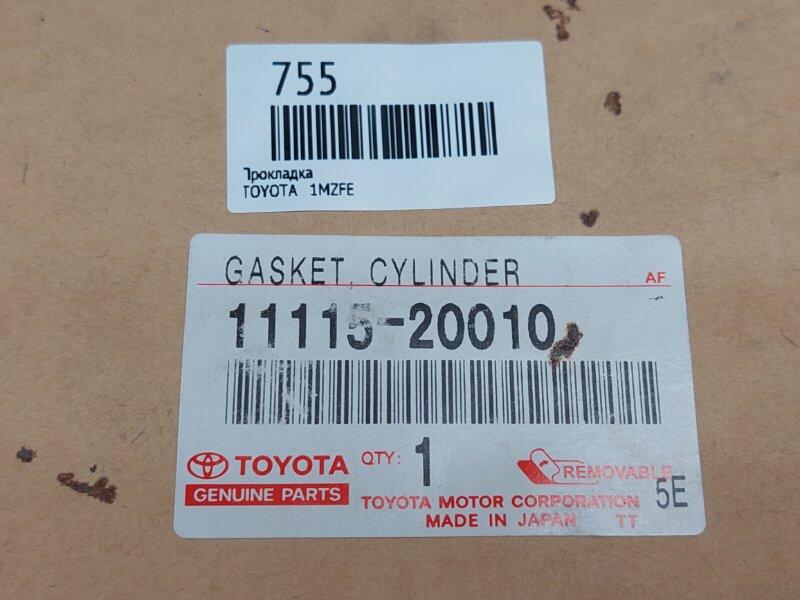 755
Прокладка
TOYOTA 1MZFE
GASKET, CYLINDER
AF
11115-20010
TOYOTA
GENUINE PARTS
QTY: 1
REMOVABLE
TOYOTA MOTOR CORPORATION
5E
MADE IN JAPAN TT